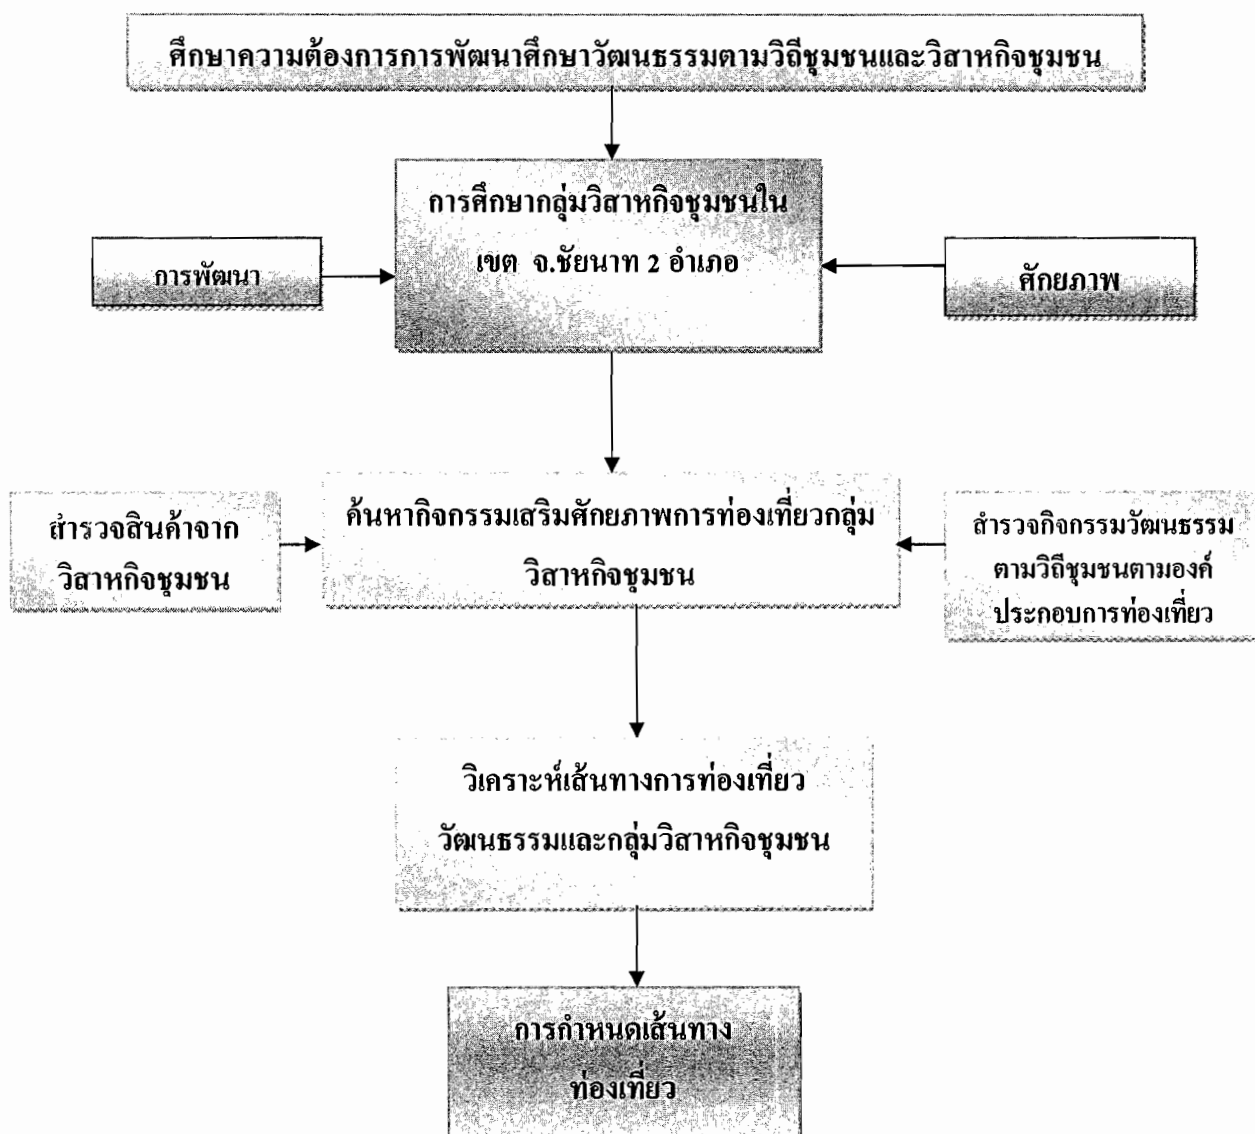 ศึกษาความต้องการการพัฒนาศึกษาวัฒนธรรมตามวิถีชุมชนและวิสาหกิจชุมชน
การศึกษากลุ่มวิสาหกิจชุมชนใน
เขต จ.ชัยนาท 2 อำเภอ
การพัฒนา
ศักยภาพ
ค้นหากิจกรรมเสริมศักยภาพการท่องเที่ยวกลุ่ม
วิสาหกิจชุมชน
สำรวจสินค้าจาก
วิสาหกิจชุมชน
สำรวจกิจกรรมวัฒนธรรม
ตามวิถีชุมชนตามองค์
ประกอบการท่องเที่ยว
วิเคราะห์เส้นทางการท่องเที่ยว
วัฒนธรรมและกลุ่มวิสาหกิจชุมชน
การกำหนดเส้นทาง
ท่องเที่ยว